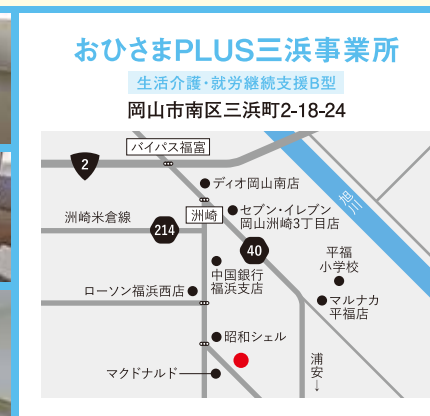 おひさまPLUS三浜事業所
生活介護・就労継続支援B型
岡山市南区三浜町2-18-24
バイパス福富
2
旭川
ディオ岡山南店
洲崎米倉線
214
洲崎
セブン・イレブン
岡山洲崎3丁目店
40
平福
小学校
中国銀行
福浜支店
ローソン福浜西店
マルナカ
平福店
昭和シェル
浦安→
マクドナルド